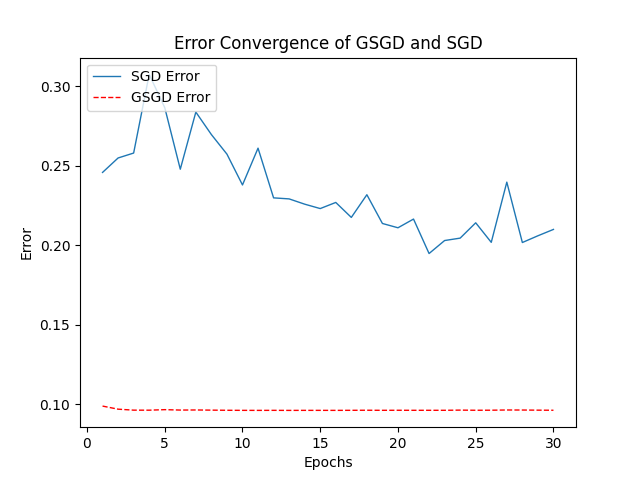 Error Convergence of GSGD and SGD
SGD Error
GSGD Error
0.30
0.25
0.20
0.15
0.10
Error
0 5 10 15 20 25 30
Epochs